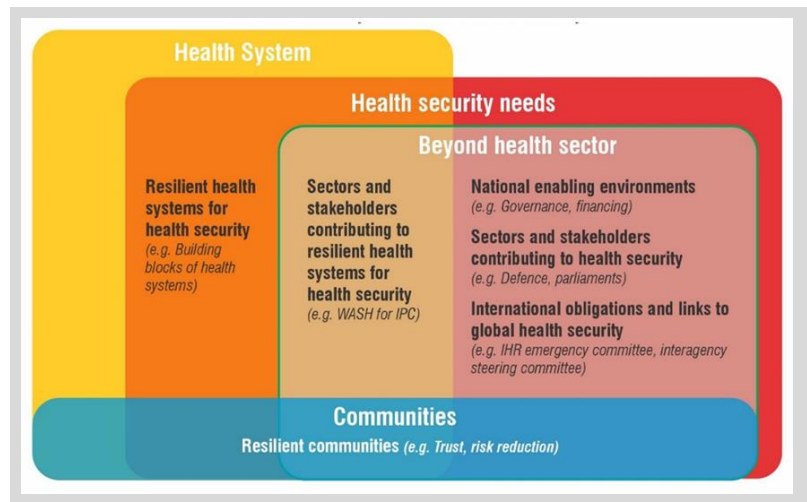 Health System
Health security needs
Beyond health sector
Resilient health
systems for
health security
(e.g. Building
blocks of health
systems)
Sectors and
stakeholders
contributing to
resilient health
systems for
health security
(e.g. WASH for IPC)
National enabling environments
(e.g. Governance, financing)
Sectors and stakeholders
contributing to health security
(e.g. Defence, parliaments)
International obligations and links to
global health security
(e.g. IHR emergency committee, interagency
steering committee)
Communities
Resilient communities (e.g. Trust, risk reduction)